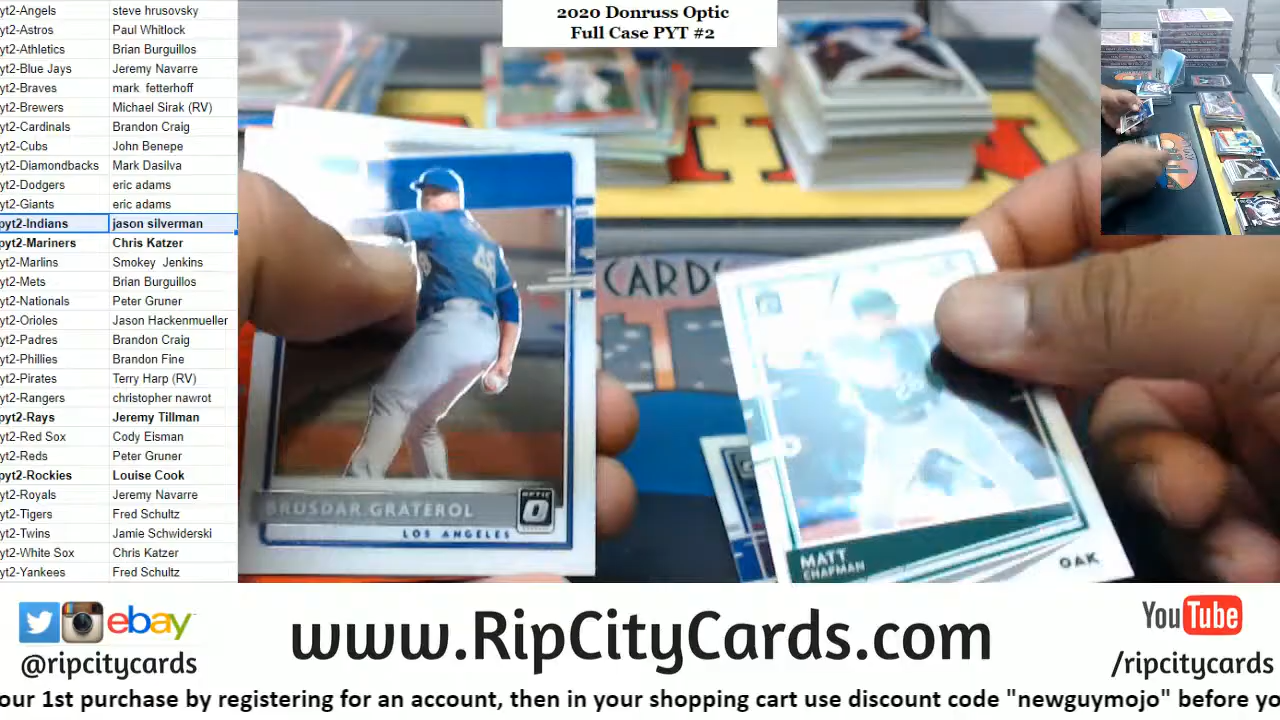 yt2-Angels steve hrusovsky
yt2-Astros Paul Whitlock
yt2-Athletics Brian Burguillos
yt2-Blue Jays Jeremy Navarre
yt2-Braves mark fetterhoff
yt2-Brewers Michael Sirak (RV)
yt2-Cardinals Brandon Craig
yt2-Cubs John Benepe
yt2-Diamondbacks Mark Dasilva
yt2-Dodgers eric adams
yt2-Giants eric adams
pyt2-Indians jason silverman
pyt2-Mariners Chris Katzer
yt2-Marlins Smokey Jenkins
yt2-Mets Brian Burguillos
yt2-Nationals Peter Gruner
yt2-Orioles Jason Hackenmueller
yt2-Padres Brandon Craig
yt2-Phillies Brandon Fine
yt2-Pirates Terry Harp (RV)
yt2-Rangers christopher nawrot
pyt2-Rays Jeremy Tillman
yt2-Red Sox Cody Elsman
yt2-Reds Peter Gruner
pyt2-Rockies Louise Cook
yt2-Royals Jeremy Navarre
yt2-Tigers Fred Schultz
yt2-Twins Jamie Schwiderski
yt2-White Sox Chris Katzer
yt2-Yankees Fred Schultz
2020 Donruss Optic
Full Case PYT #2
CARDS
48
BRUSDAR GRATEROL
OPTIC
LOS ANGELES
MATT
CHAPMAN
OAK
ebay
@ripcitycards
www.RipCityCards.com
YouTube
/ripcitycards
our 1st purchase by registering for an account, then in your shopping cart use discount code "newguymojo" before yo